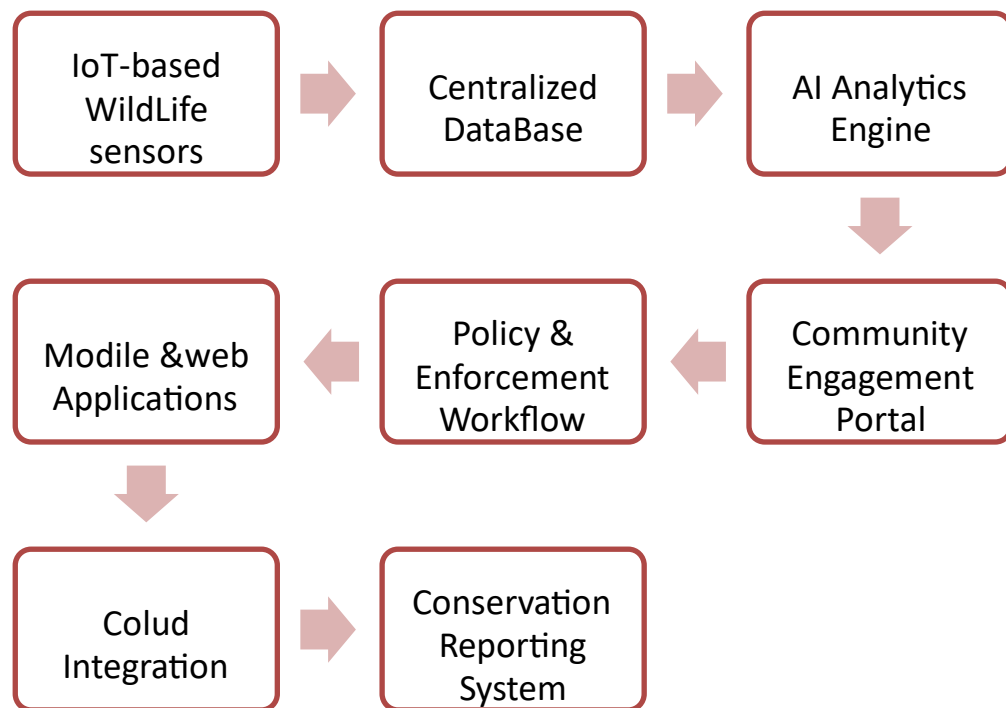 IoT-based
WildLife
sensors
Centralized
DataBase
AI Analytics
Engine
Community
Engagement
Portal
Policy &
Enforcement
Workflow
Modile &web
Applications
Colud
Integration
Conservation
Reporting
System